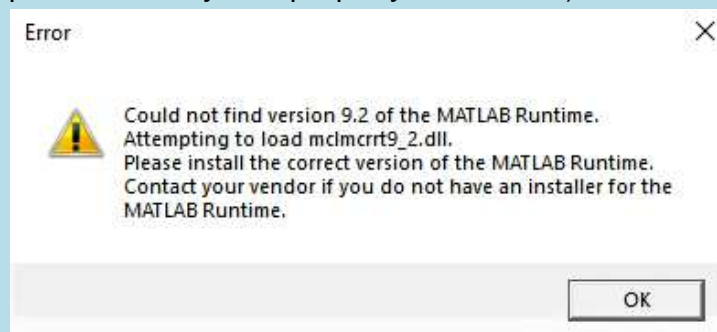 Error
Could not find version 9.2 of the MATLAB Runtime.
Attempting to load mclmcrrt9_2.dll.
Please install the correct version of the MATLAB Runtime.
Contact your vendor if you do not have an installer for the
MATLAB Runtime.
OK